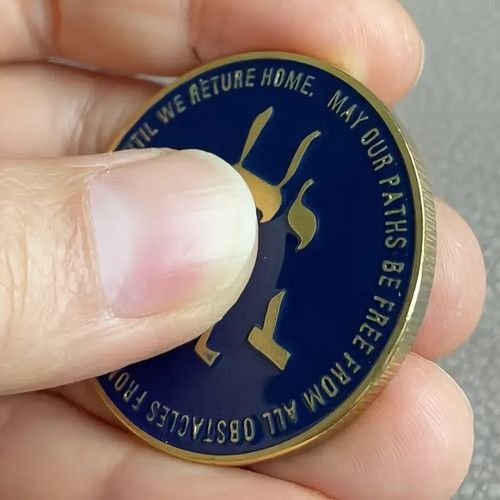 WE RETURE HOME. MAY OUR PATHS BE FREE FROM ALL OBSTACLES